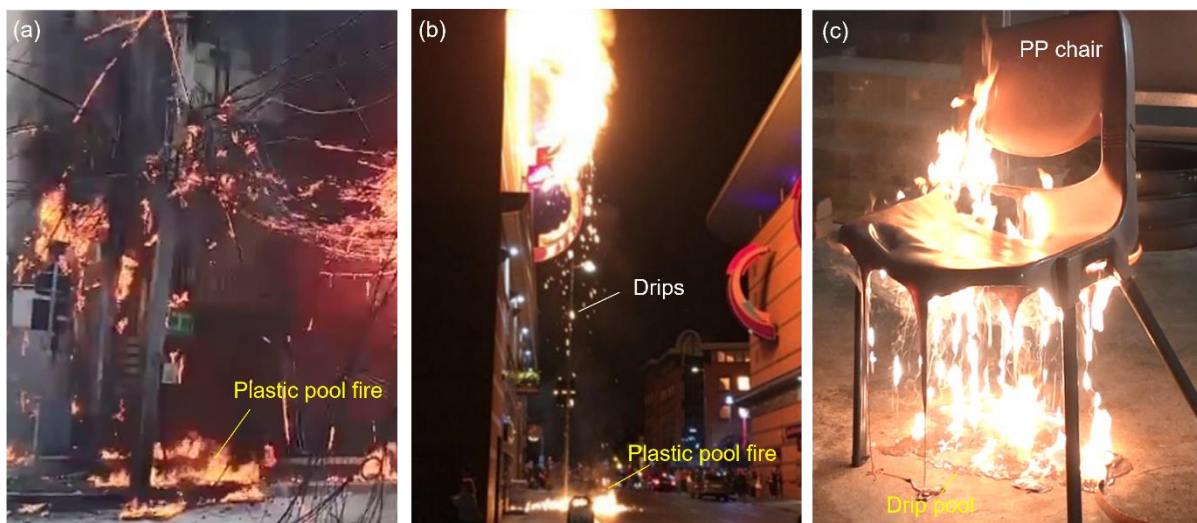 (a)
Plastic pool fire
(b)
Drips
Plastic pool fire
(c)
PP chair
Drip pool